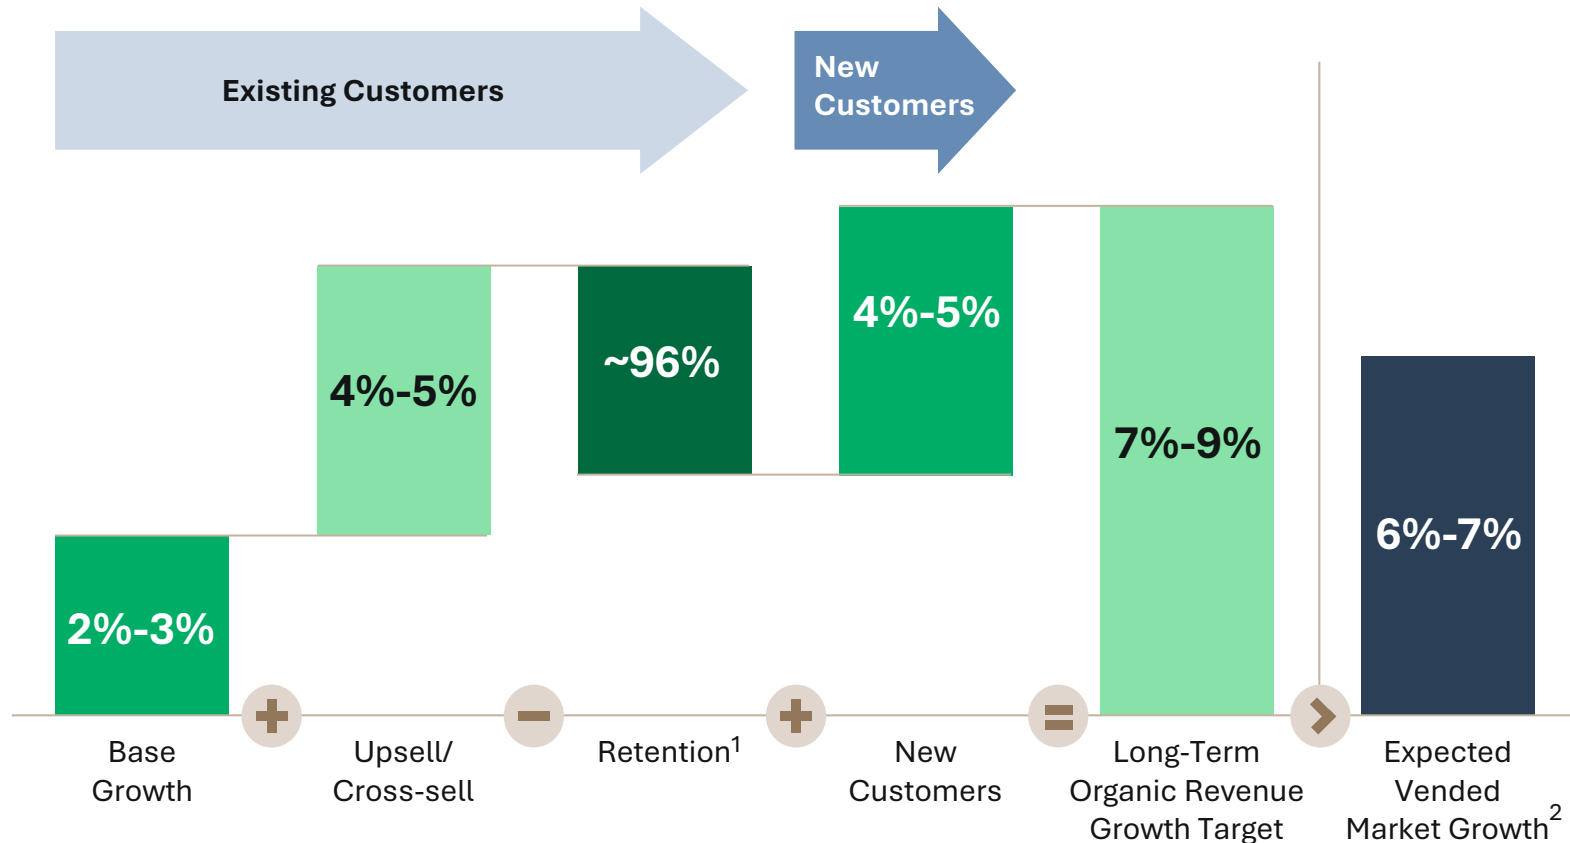 Existing Customers
New
Customers
2%-3%
4%-5%
~96%
4%-5%
7%-9%
6%-7%
Base
Growth
Upsell/
Cross-sell
Retention¹
New
Customers
Long-Term
Organic Revenue
Growth Target
Expected
Vended
Market Growth²